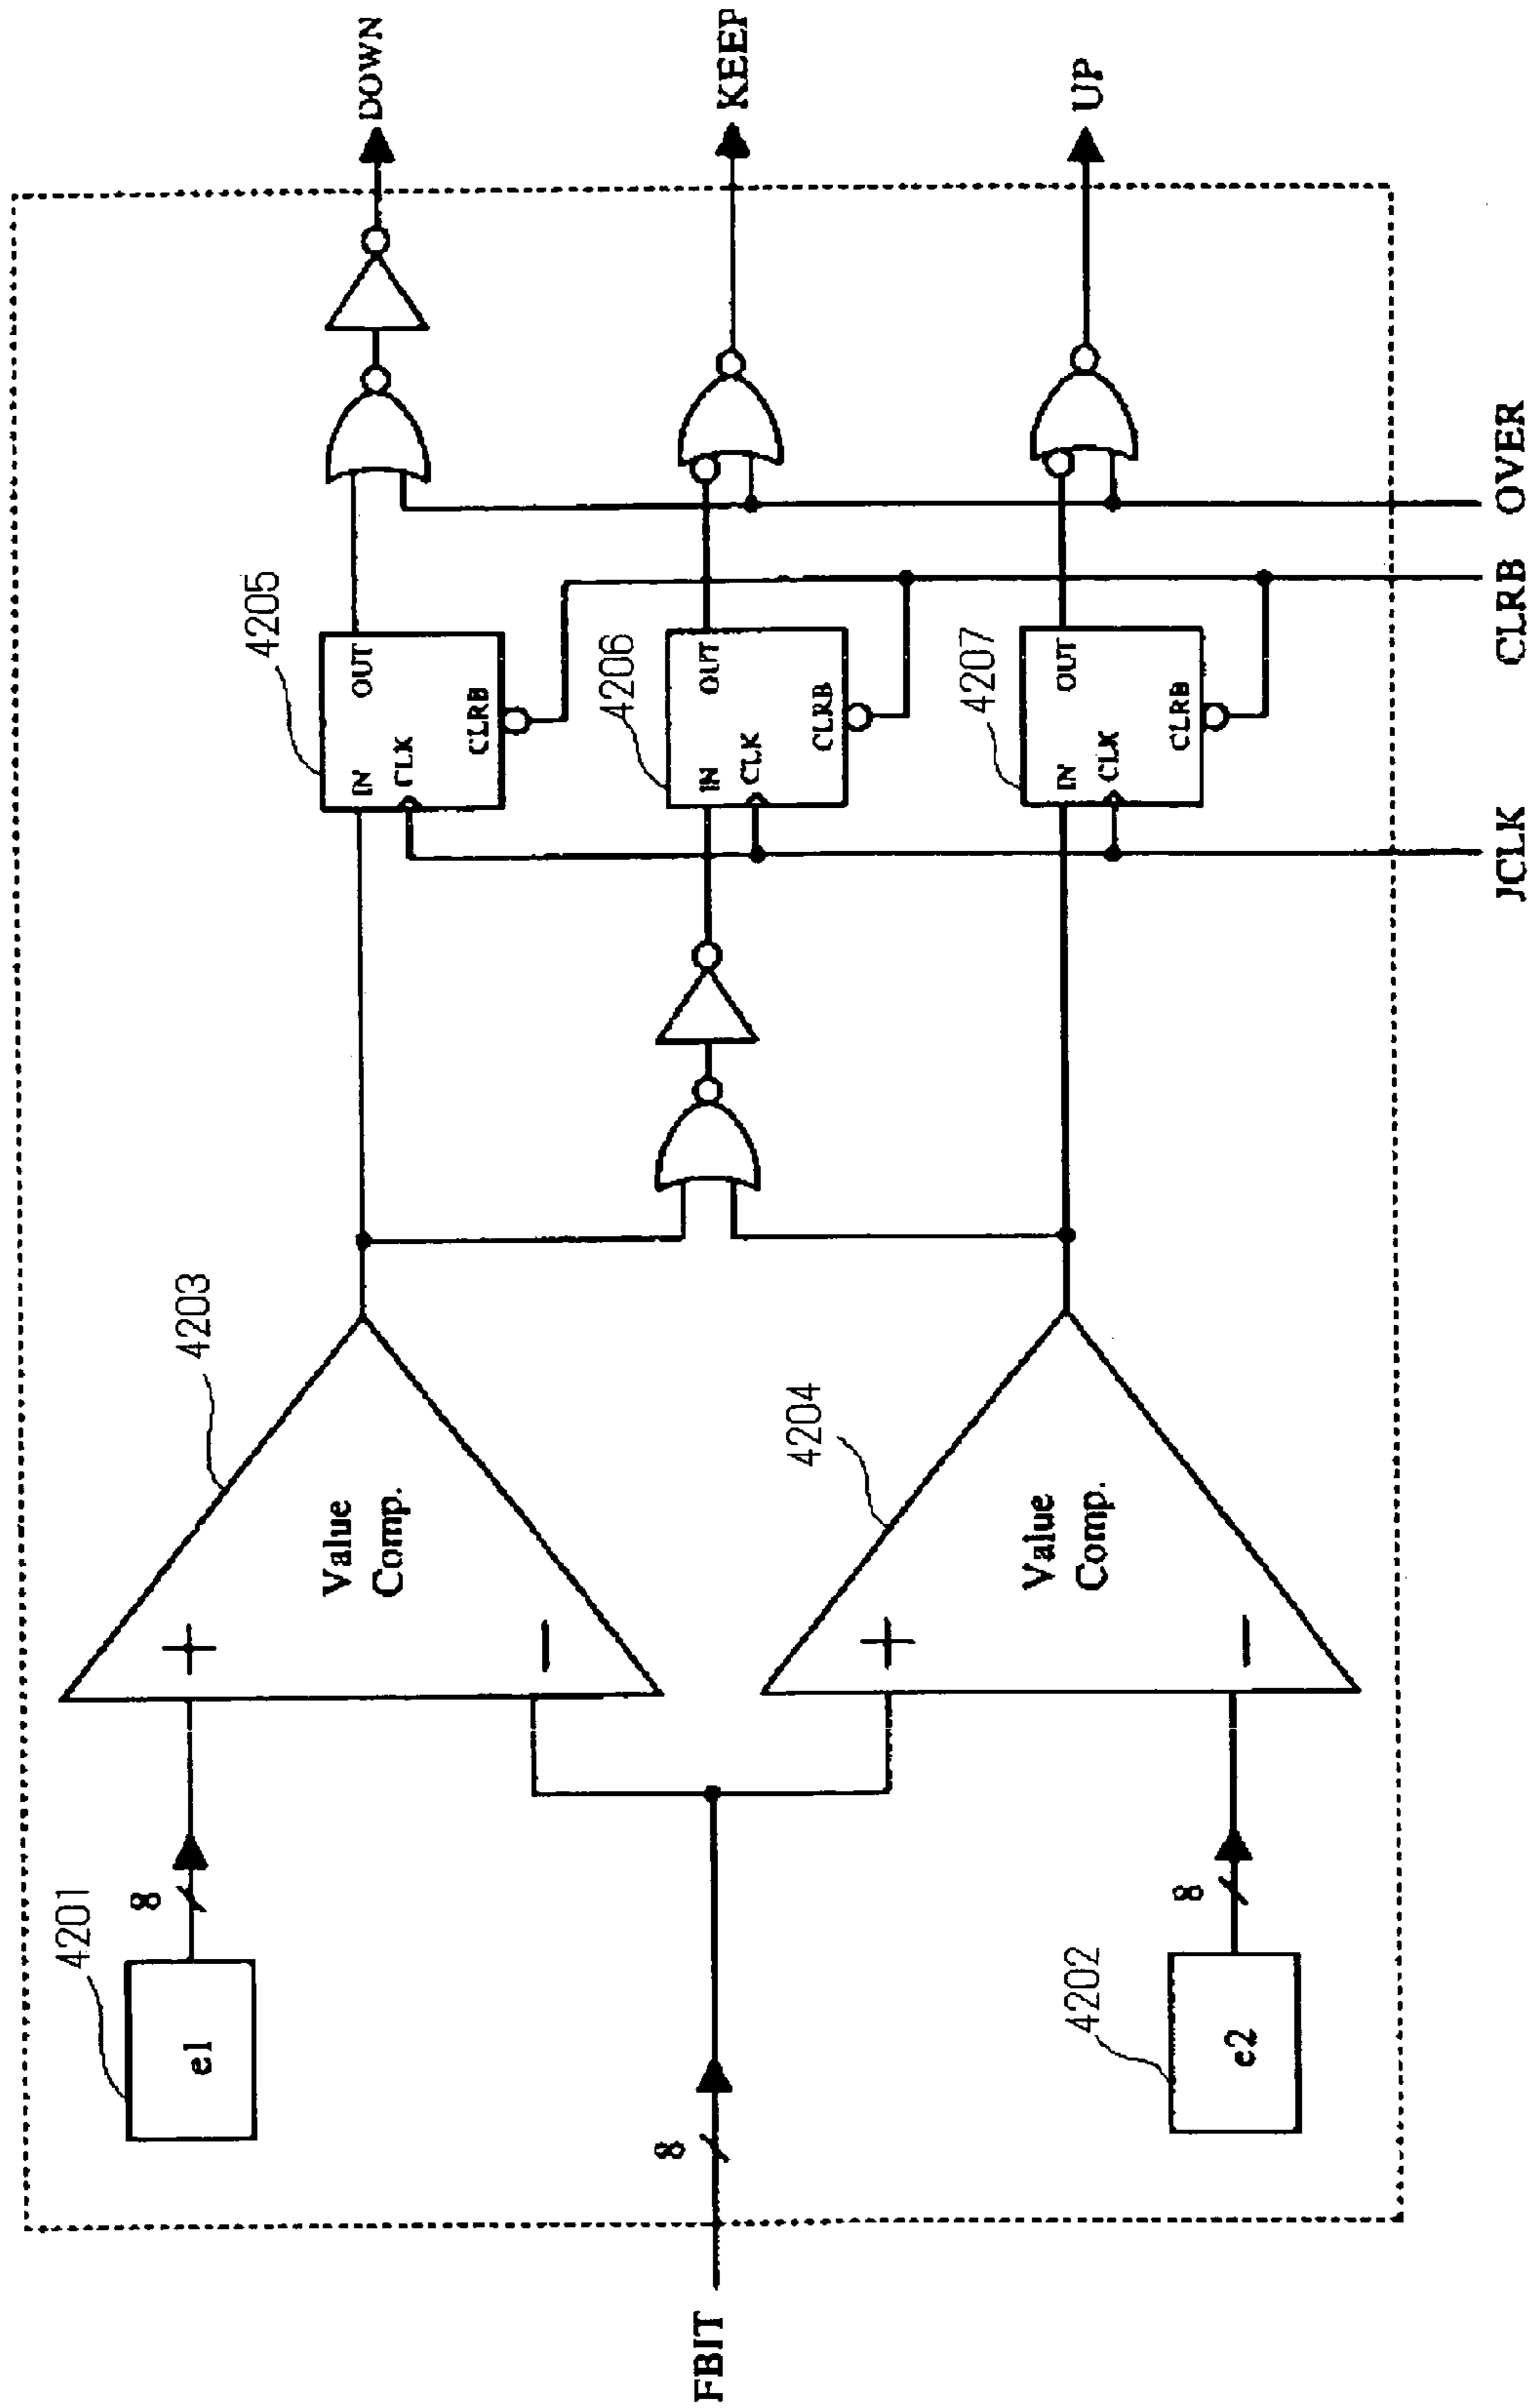 FBIT
8
4201
e1
8
4202
e2
8
4203
+
−
Value
Comp.
4204
+
−
Value
Comp.
4205
IN
OUT
CLK
CLRB
4206
IN
OUT
CLK
CLRB
4207
IN
OUT
CLK
CLRB
JCLK
CLRB
OVER
DOWN
KEEP
UP